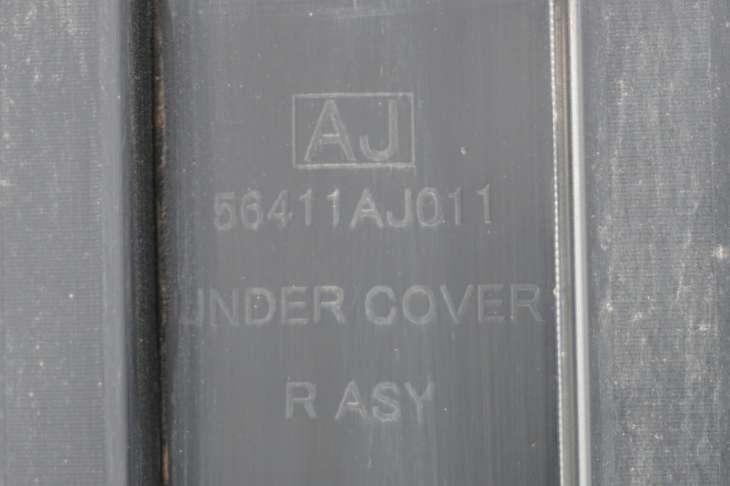 AJ
56411AJ011
UNDER COVER
R ASY